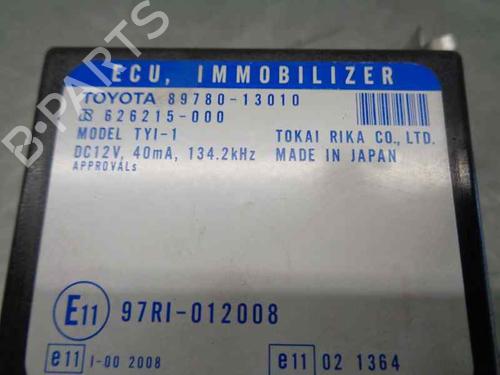 B-PARTS
ECU, IMMOBILIZER
TOYOTA 89780-13010
626215-000
MODEL TYI-1 TOKAI RIKA CO., LTD.
DC12V, 40mA, 134.2kHz MADE IN JAPAN
APPROVALs
E11 97RI-012008
e11 I-00 2008 e11 02 1364